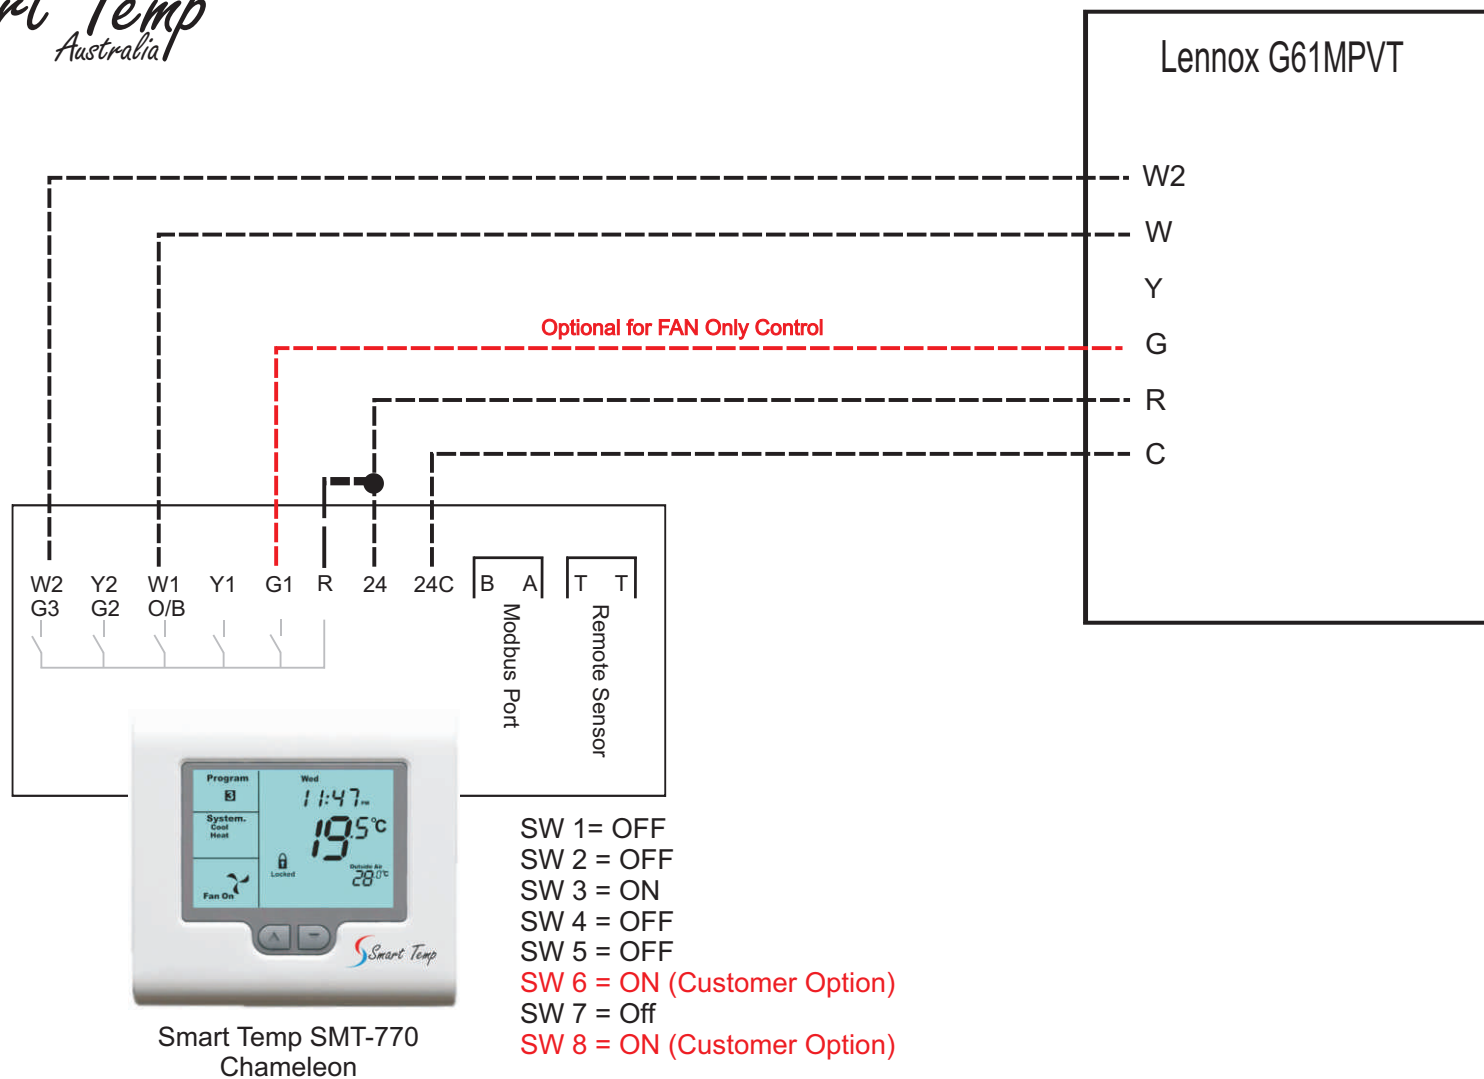 Temp
Australia
Lennox G61MPVT
W2
W
Y
Optional for FAN Only Control
G
R
C
W2 Y2 W1 Y1 G1 R 24 24C B A T T
G3 G2 O/B
Modbus Port
Remote Sensor
Program
3
Wed
11:47 PM
System.
Cool
Heat
19.5°C
Locked
Outside Air
28.0°C
Fan On
Smart Temp
Smart Temp SMT-770
Chameleon
SW 1= OFF
SW 2 = OFF
SW 3 = ON
SW 4 = OFF
SW 5 = OFF
SW 6 = ON (Customer Option)
SW 7 = Off
SW 8 = ON (Customer Option)